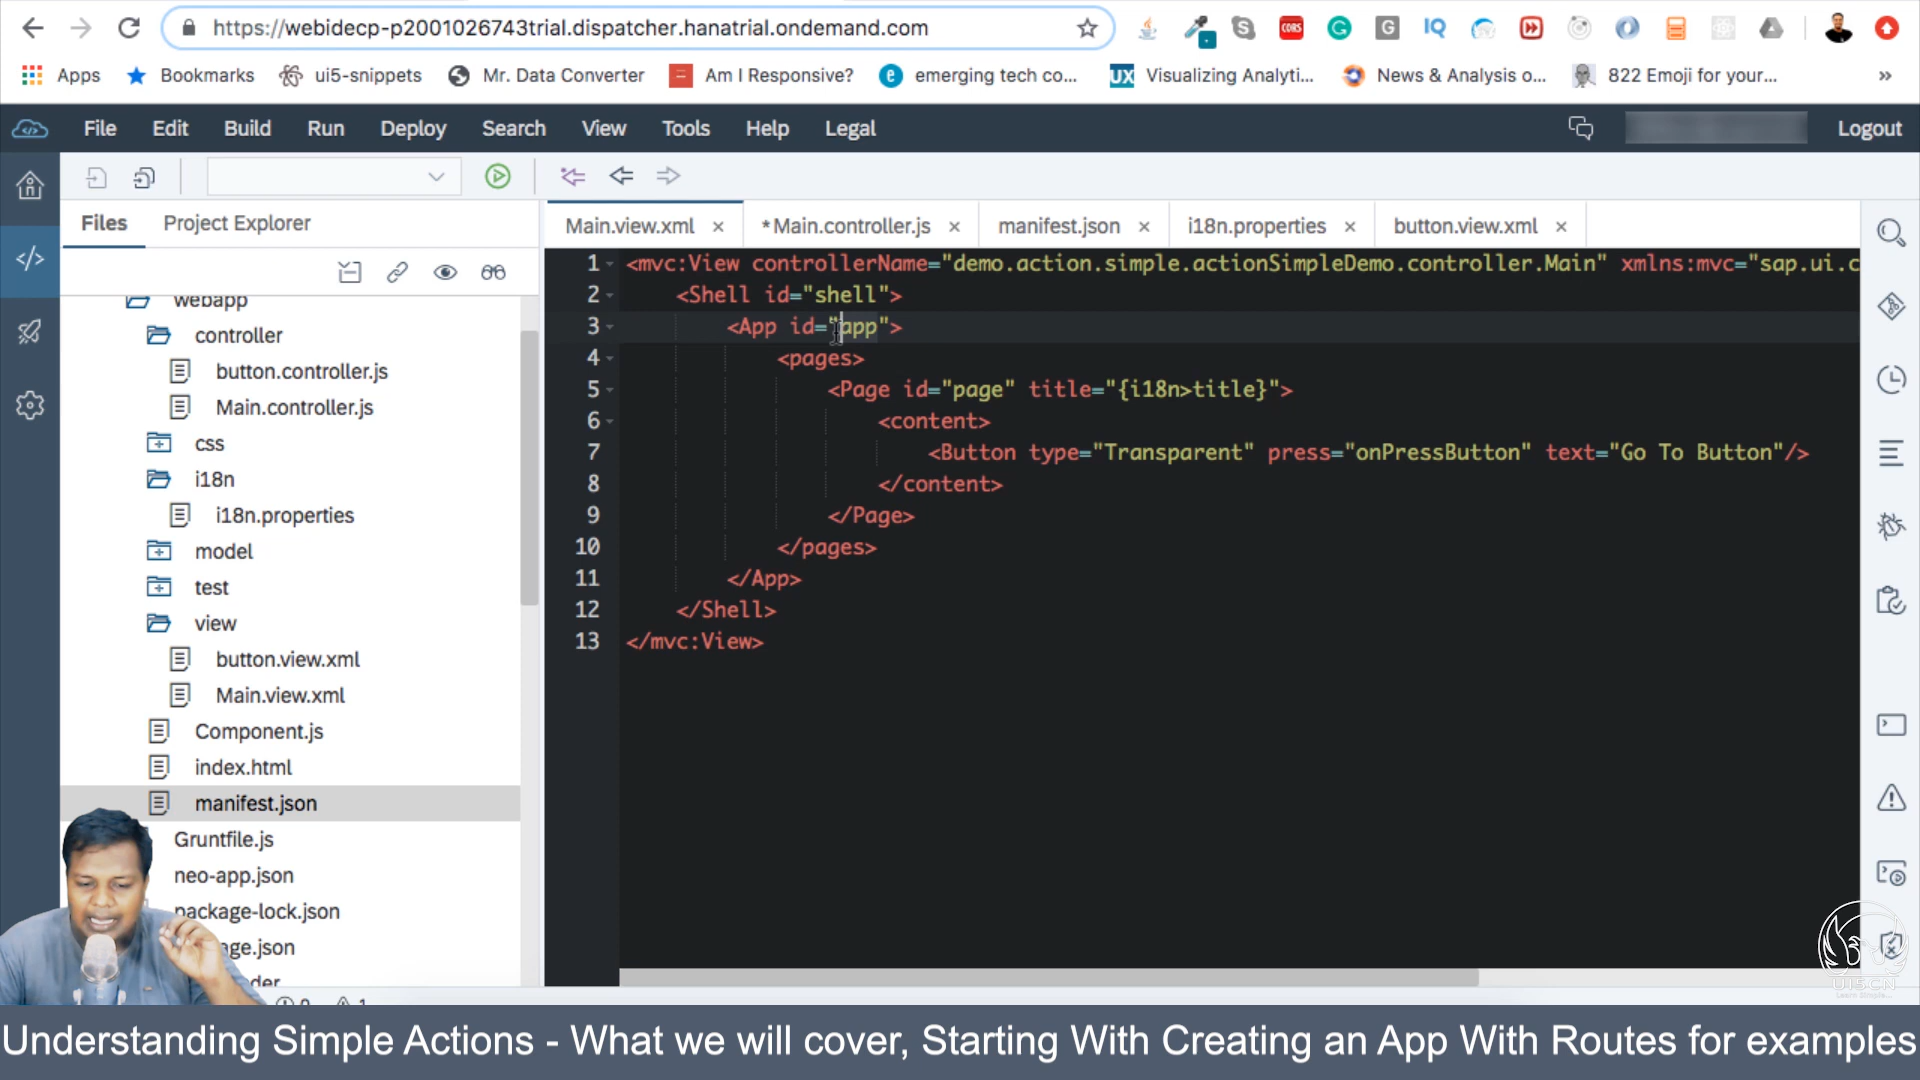 https://webidecp-p2001026743trial.dispatcher.hanatrial.ondemand.com
CORS G IQ
Apps Bookmarks ui5-snippets Mr. Data Converter Am I Responsive? emerging tech co... UX Visualizing Analyti... News & Analysis o... 822 Emoji for your... »
File Edit Build Run Deploy Search View Tools Help Legal Logout
Files Project Explorer
Main.view.xml × *Main.controller.js × manifest.json × i18n.properties × button.view.xml ×
webapp
controller
button.controller.js
Main.controller.js
css
i18n
i18n.properties
model
test
view
button.view.xml
Main.view.xml
Component.js
index.html
manifest.json
Gruntfile.js
neo-app.json
package-lock.json
age.json
der
1 <mvc:View controllerName="demo.action.simple.actionSimpleDemo.controller.Main" xmlns:mvc="sap.ui.c
2 <Shell id="shell">
3 <App id="app">
4 <pages>
5 <Page id="page" title="{i18n>title}">
6 <content>
7 <Button type="Transparent" press="onPressButton" text="Go To Button"/>
8 </content>
9 </Page>
10 </pages>
11 </App>
12 </Shell>
13 </mvc:View>
UI5CN
Understanding Simple Actions - What we will cover, Starting With Creating an App With Routes for examples